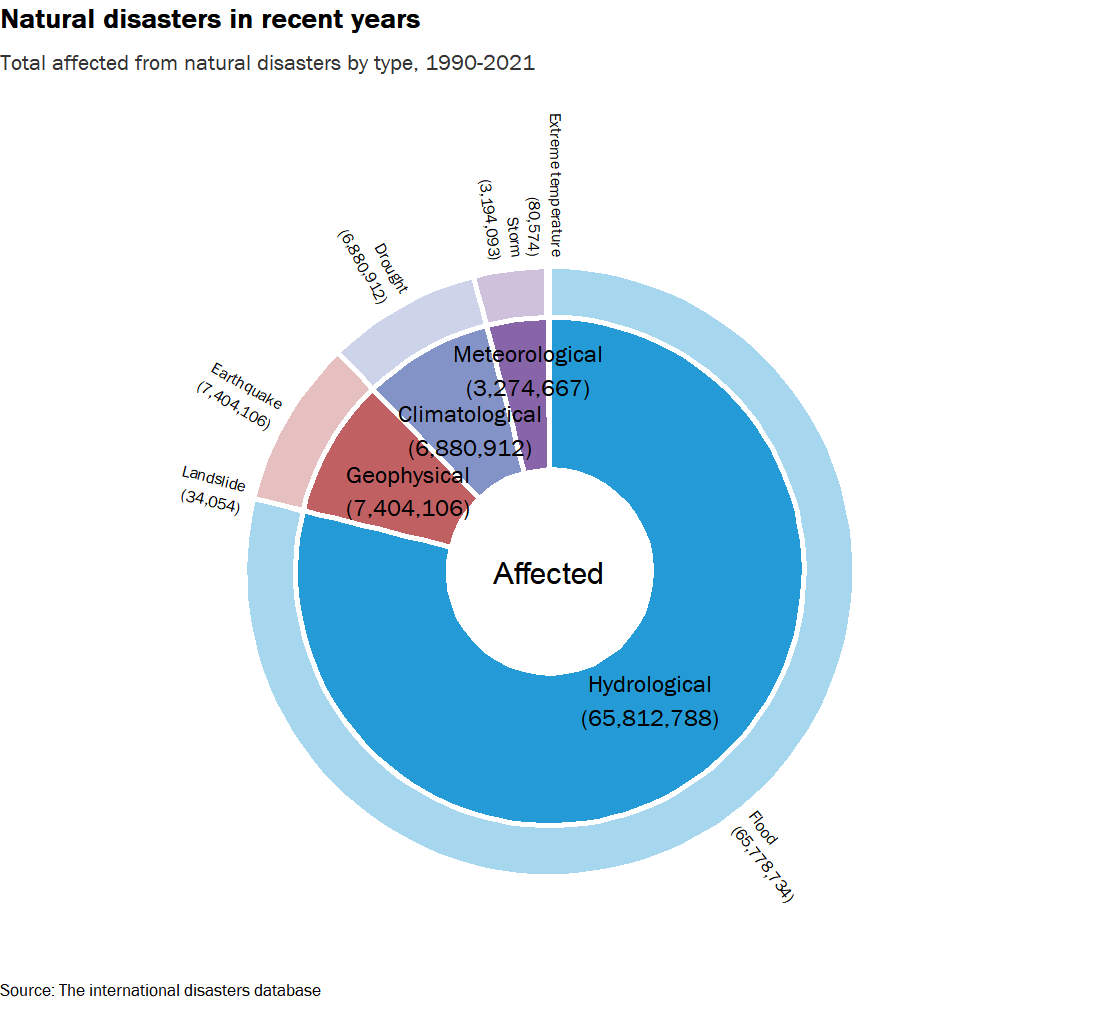 Natural disasters in recent years
Total affected from natural disasters by type, 1990-2021
Extreme temperature
(80,574)
Storm
(3,194,093)
Drought
(6,880,912)
Earthquake
(7,404,106)
Landslide
(34,054)
Meteorological
(3,274,667)
Climatological
(6,880,912)
Geophysical
(7,404,106)
Affected
Hydrological
(65,812,788)
Flood
(65,778,734)
Source: The international disasters database